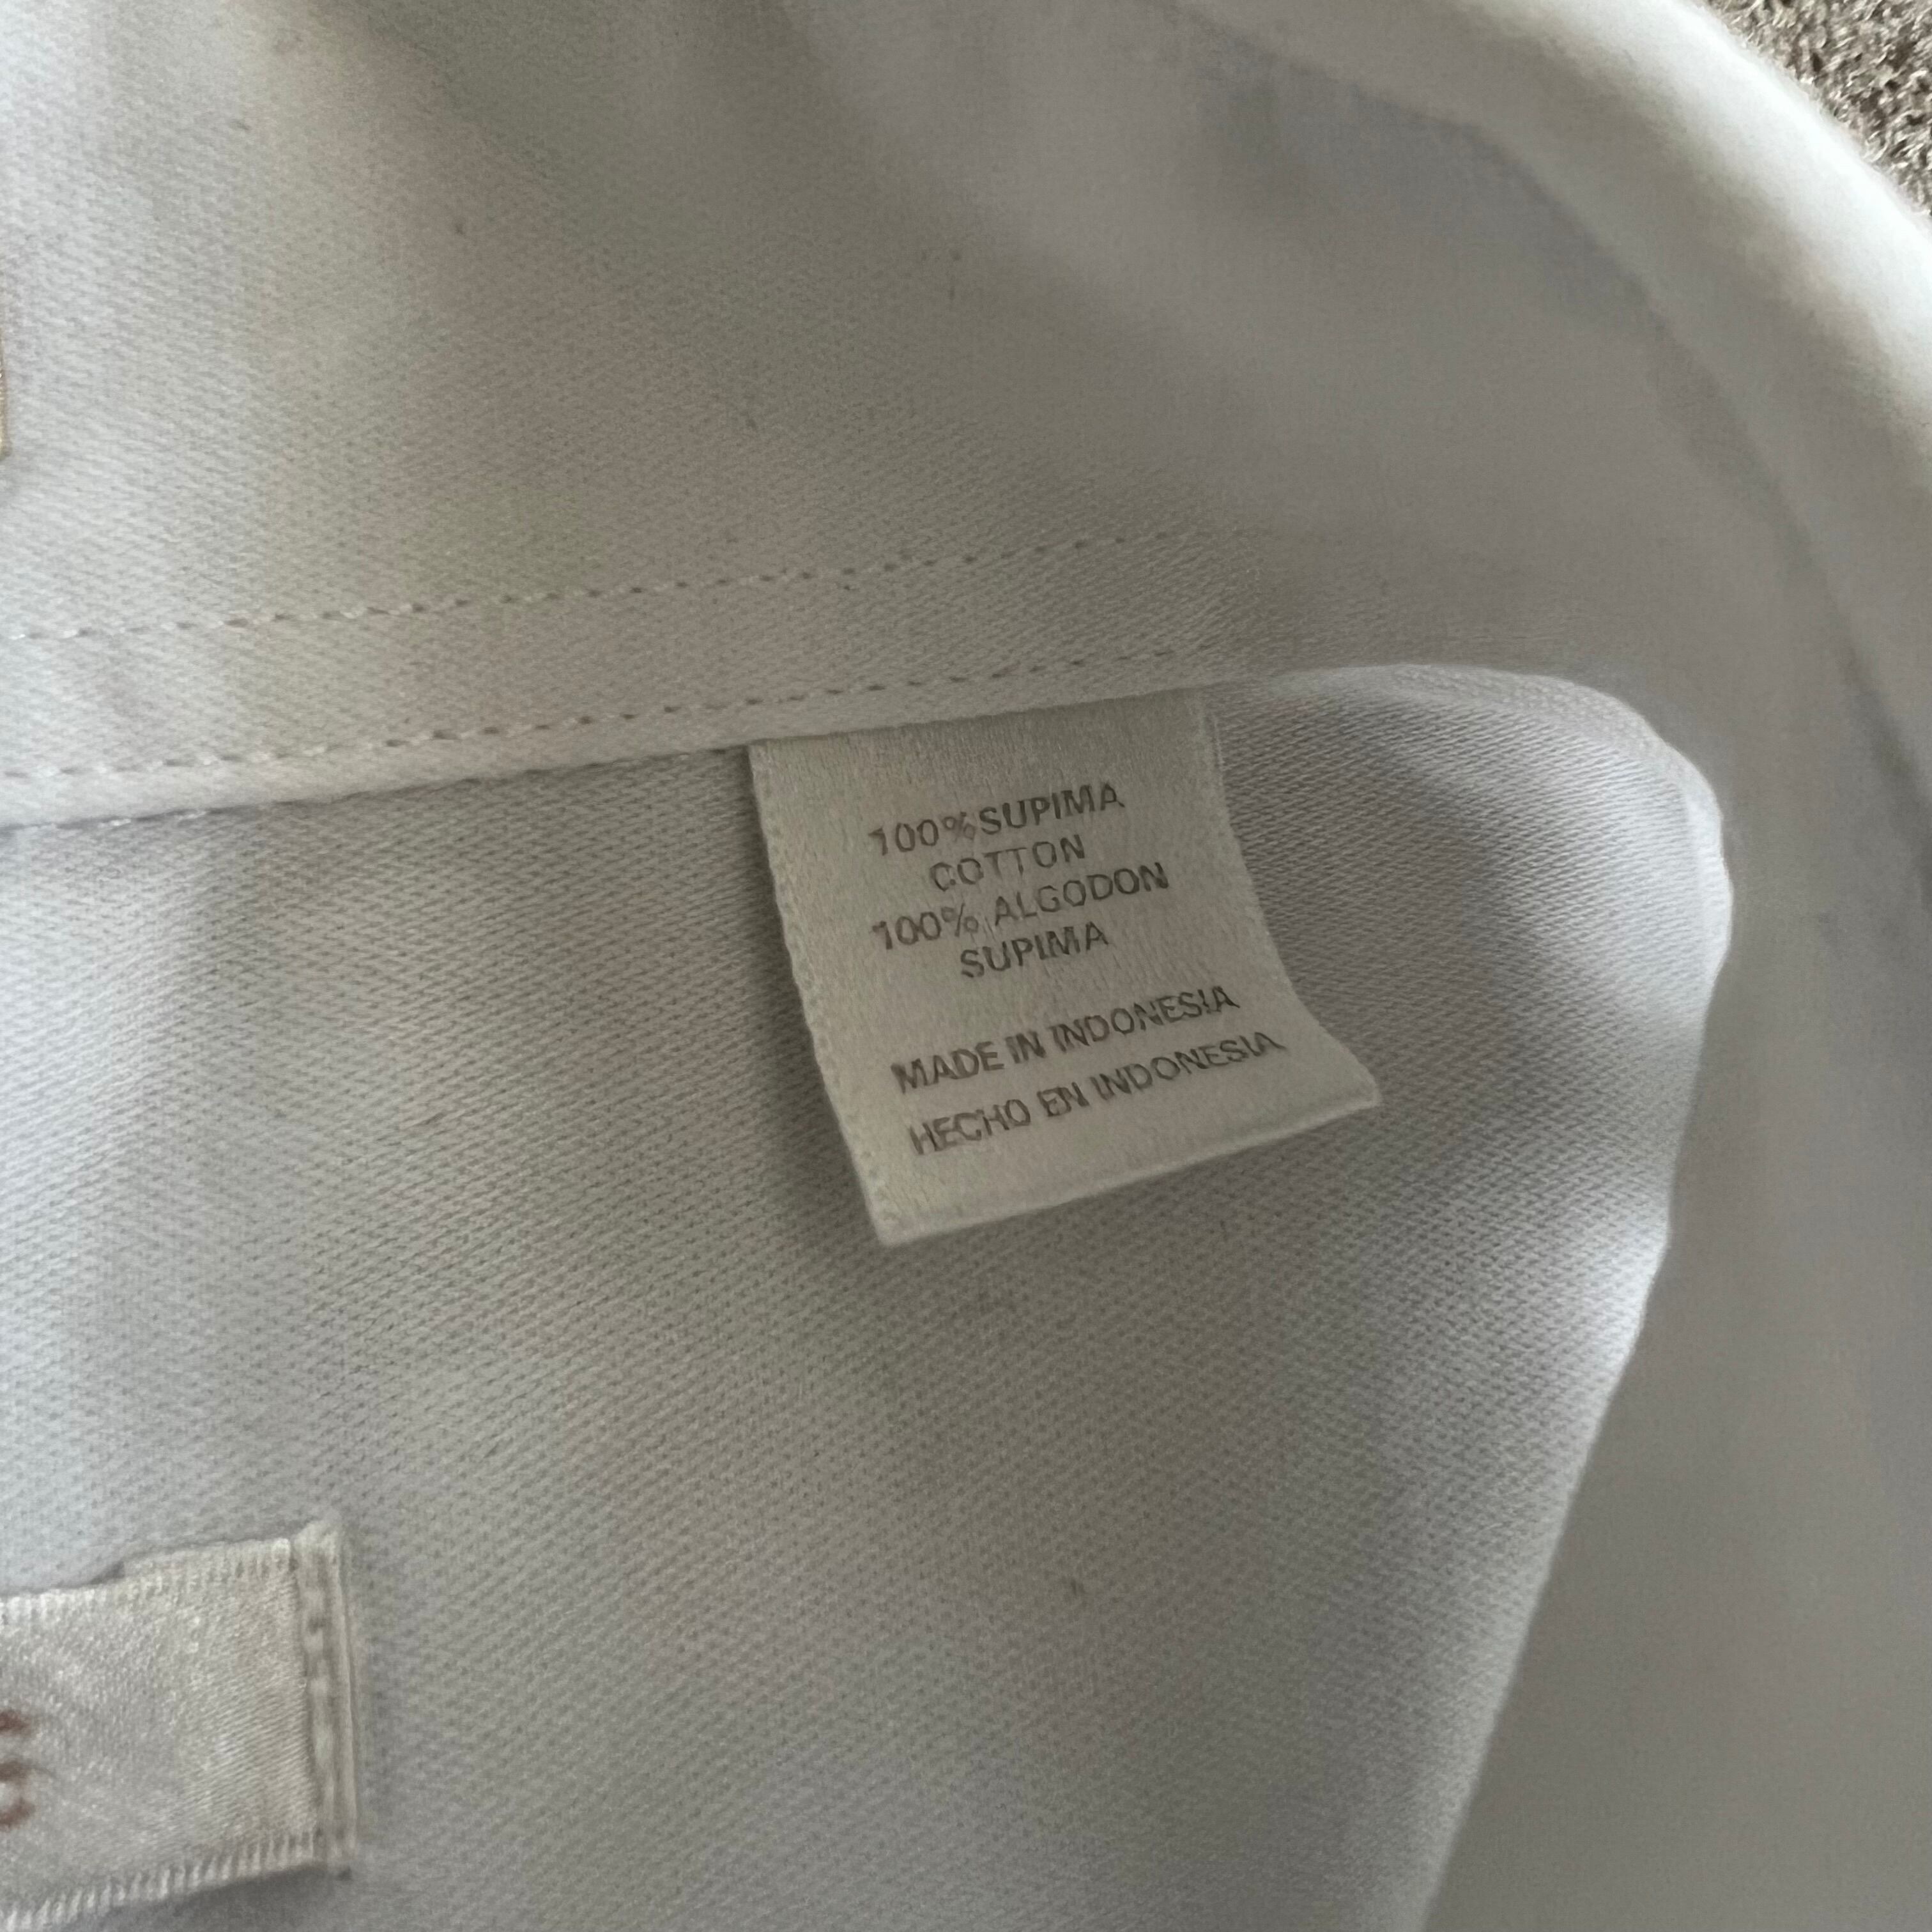 100% SUPIMA
COTTON
100% ALGODON
SUPIMA
MADE IN INDONESIA
HECHO EN INDONESIA